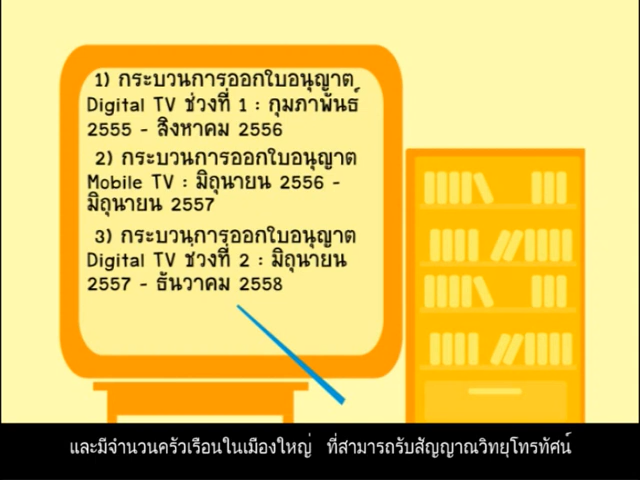 1) กระบวนการออกใบอนุญาต
Digital TV ช่วงที่ 1 : กุมภาพันธ์
2555 - สิงหาคม 2556
2) กระบวนการออกใบอนุญาต
Mobile TV : มิถุนายน 2556 -
มิถุนายน 2557
3) กระบวนการออกใบอนุญาต
Digital TV ช่วงที่ 2 : มิถุนายน
2557 - ธันวาคม 2558
และมีจำนวนครัวเรือนในเมืองใหญ่ ที่สามารถรับสัญญาณวิทยุโทรทัศน์